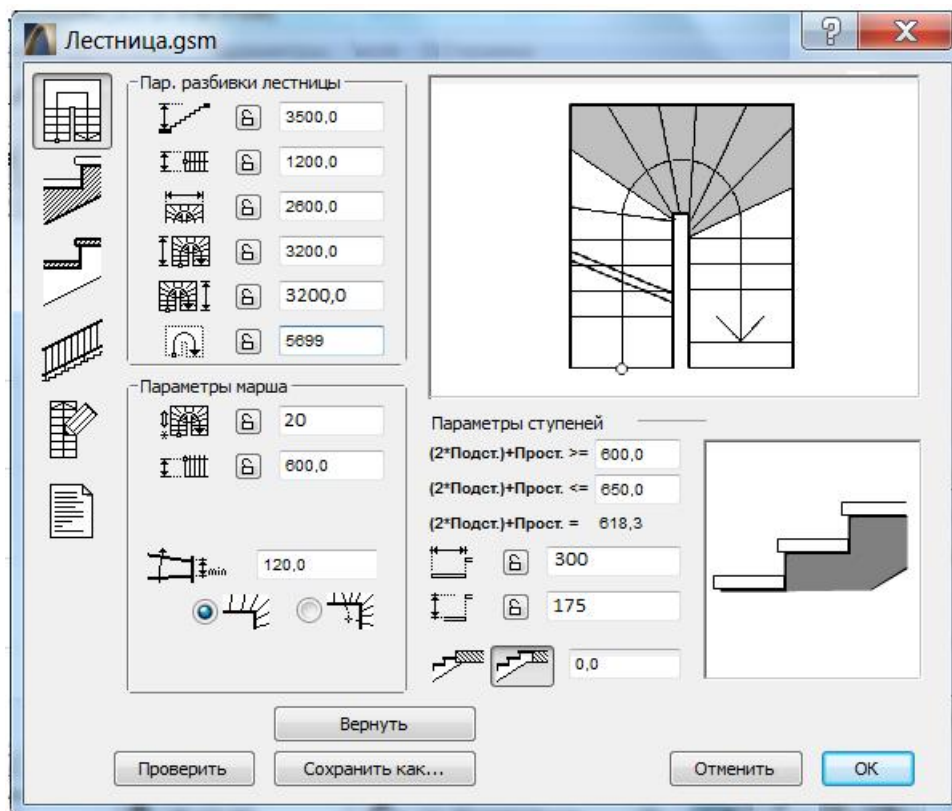 Лестница.gsm
Пар. разбивки лестницы
3500,0
1200,0
2600,0
3200,0
3200,0
5699
Параметры марша
20
600,0
min
120,0
Параметры ступеней
(2*Подст.)+Прост. >= 600,0
(2*Подст.)+Прост. <= 650,0
(2*Подст.)+Прост. = 618,3
300
175
0,0
Вернуть
Проверить
Сохранить как...
Отменить
OK